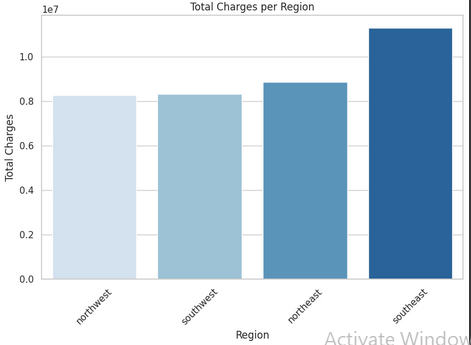 Total Charges per Region
1e7
1.0
0.8
0.6
0.4
0.2
0.0
Total Charges
northwest
southwest
northeast
southeast
Region
Activate Window